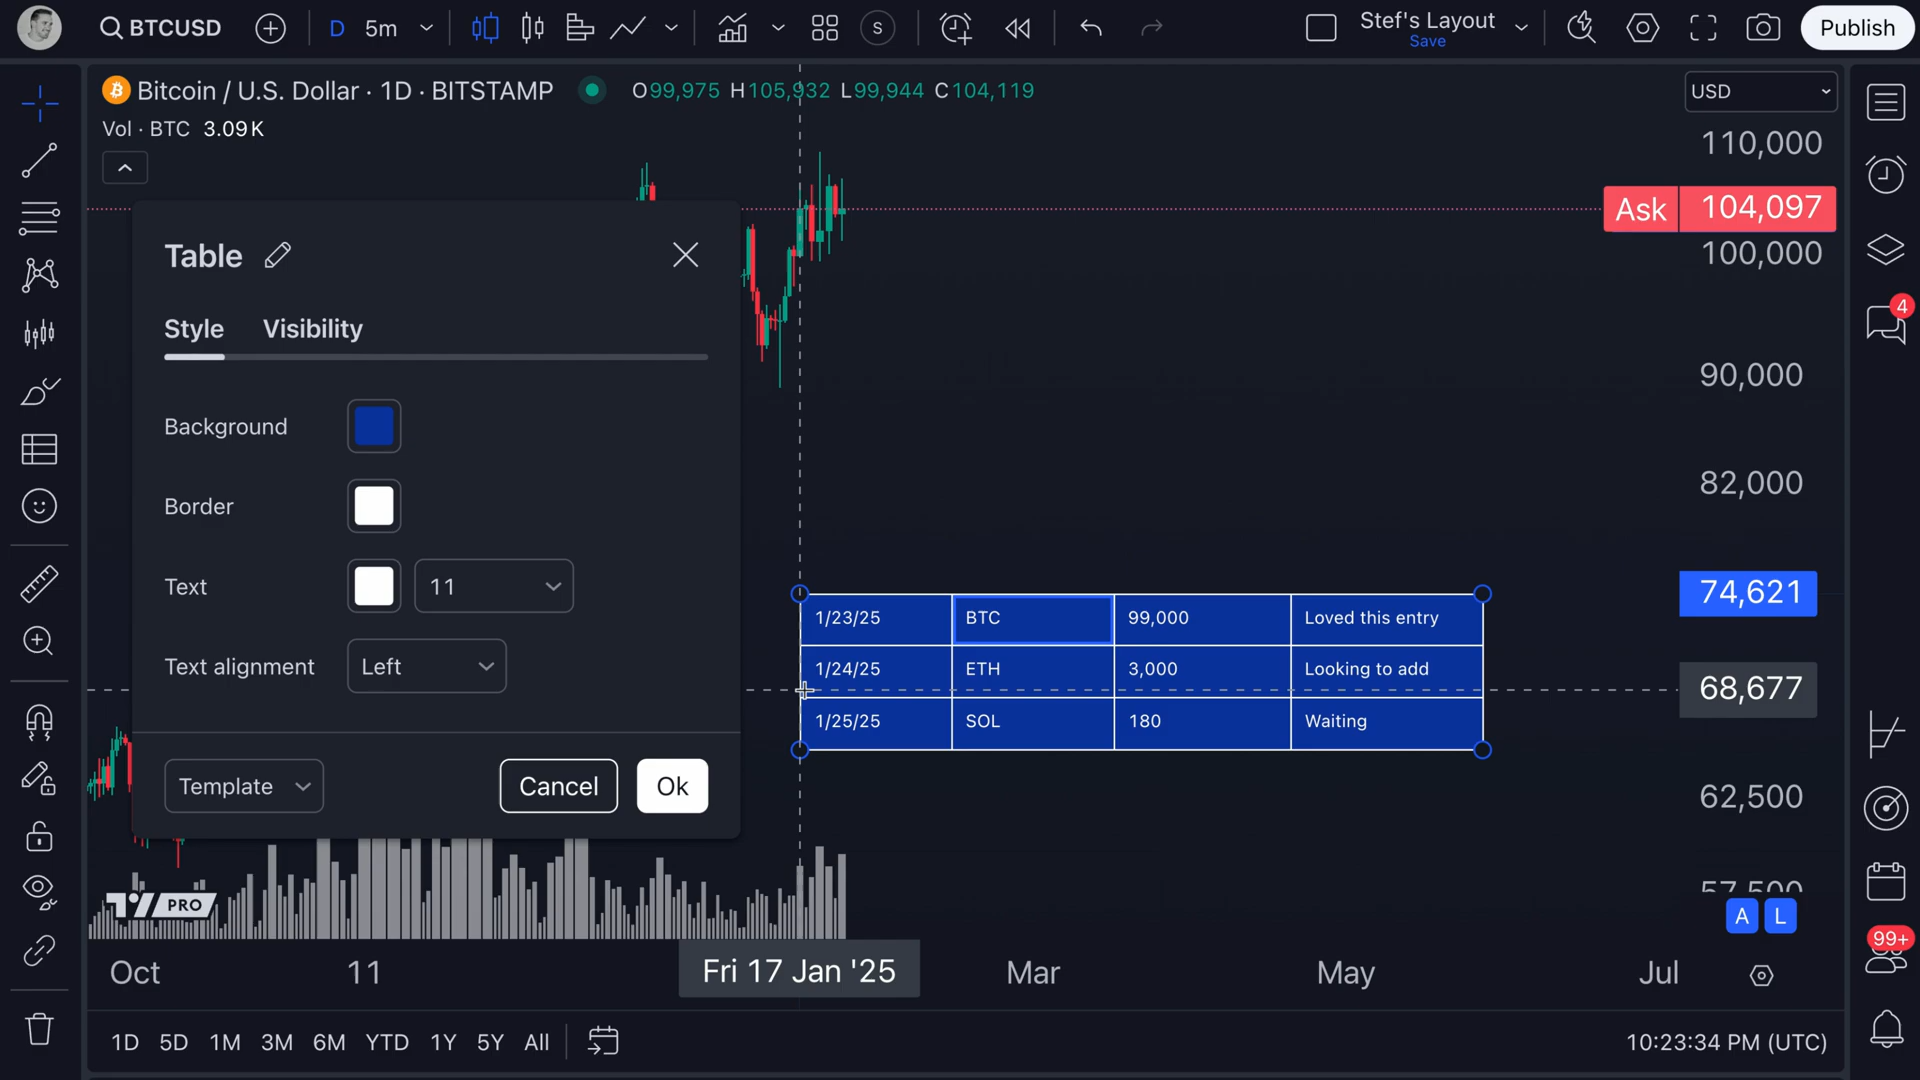 BTCUSD D 5m S Stef's Layout Publish
Save
Bitcoin / U.S. Dollar · 1D · BITSTAMP O99,975 H105,932 L99,944 C104,119 USD
Vol · BTC 3.09K
110,000
Ask 104,097
100,000
90,000
82,000
74,621
68,677
62,500
57,500
A L
4
99+
Table
Style Visibility
Background
Border
Text 11
Text alignment Left
Template Cancel Ok
1/23/25 BTC 99,000 Loved this entry
1/24/25 ETH 3,000 Looking to add
1/25/25 SOL 180 Waiting
PRO
Oct 11 Fri 17 Jan '25 Mar May Jul
1D 5D 1M 3M 6M YTD 1Y 5Y All 10:23:34 PM (UTC)